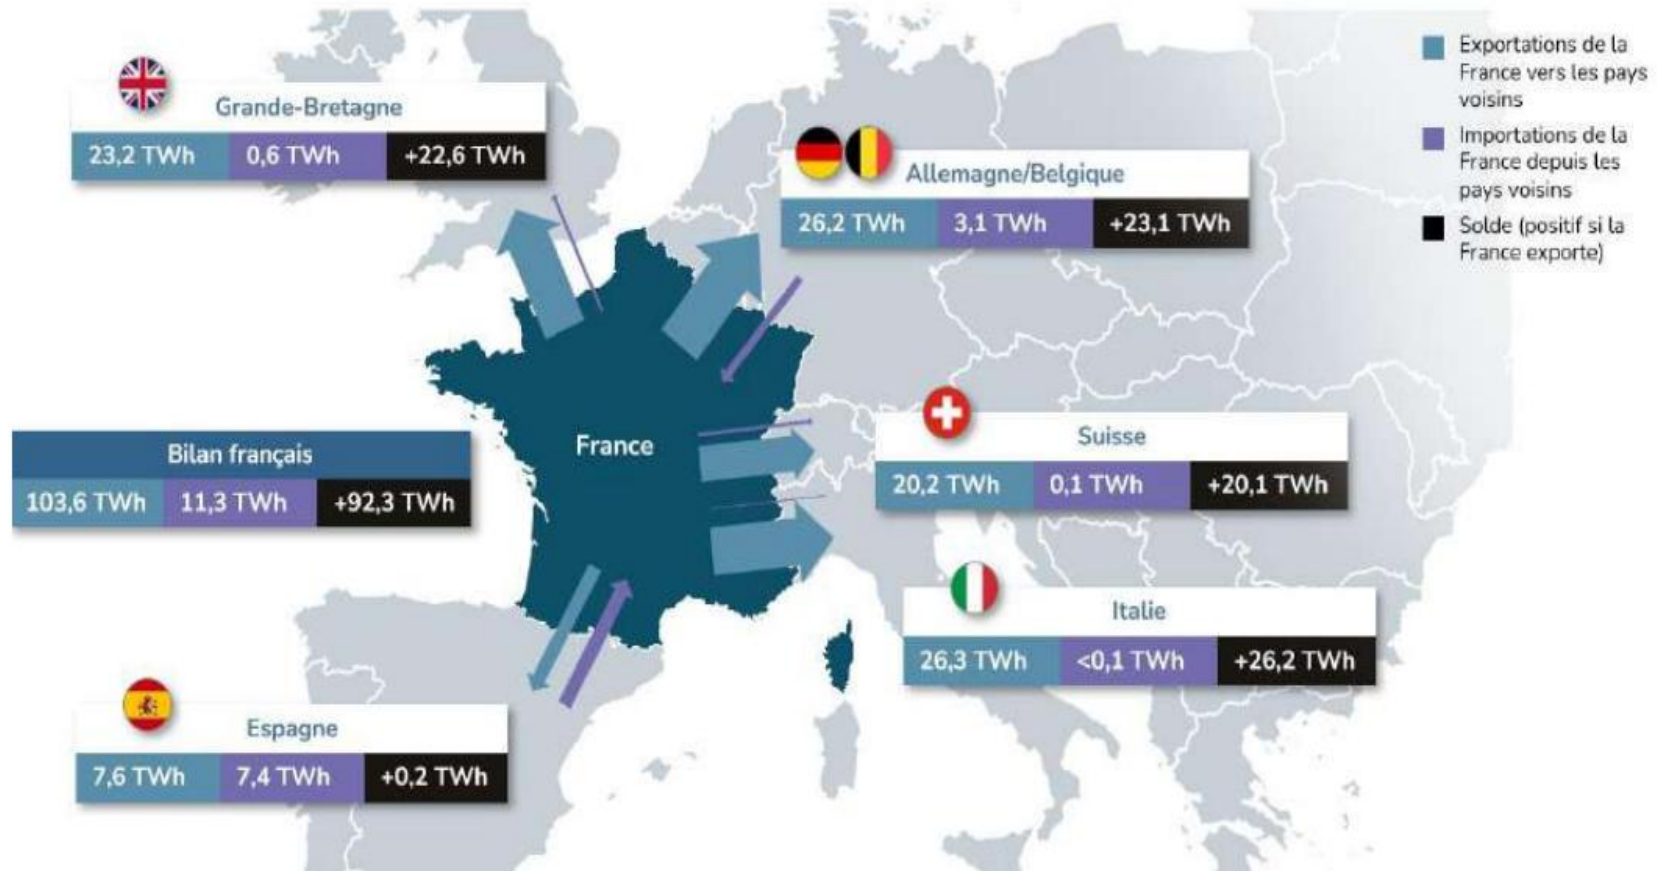 Grande-Bretagne
23,2 TWh 0,6 TWh +22,6 TWh
Allemagne/Belgique
26,2 TWh 3,1 TWh +23,1 TWh
Exportations de la
France vers les pays
voisins
Importations de la
France depuis les
pays voisins
Solde (positif si la
France exporte)
France
Bilan français
103,6 TWh 11,3 TWh +92,3 TWh
Suisse
20,2 TWh 0,1 TWh +20,1 TWh
Italie
26,3 TWh <0,1 TWh +26,2 TWh
Espagne
7,6 TWh 7,4 TWh +0,2 TWh